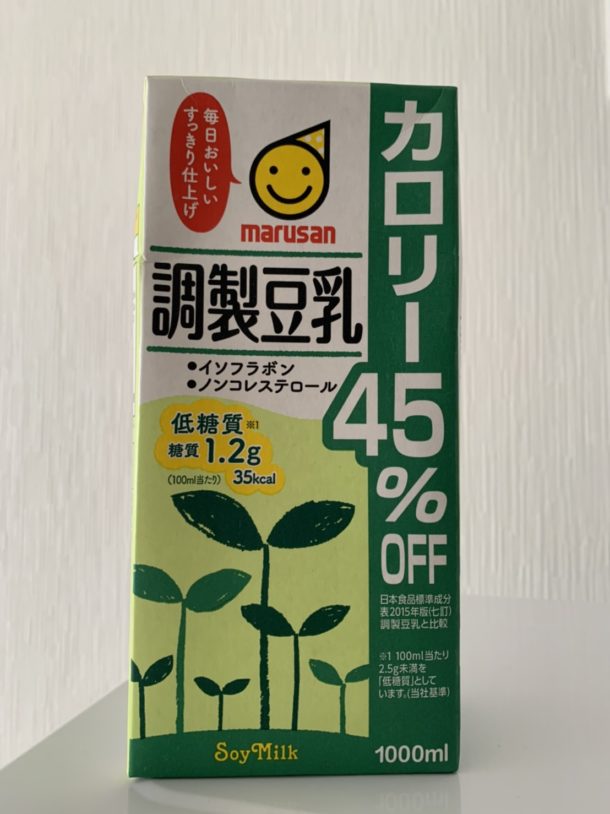 毎日おいしい
すっきり仕上げ
marusan
調製豆乳
•イソフラボン
•ノンコレステロール
低糖質※1
糖質1.2g
(100ml当たり) 35kcal
カロリー
45%
OFF
日本食品標準成分
表2015年版(七訂)
調製豆乳と比較
※1 100ml当たり
2.5g未満を
「低糖質」として
います。(当社基準)
Soy Milk
1000ml